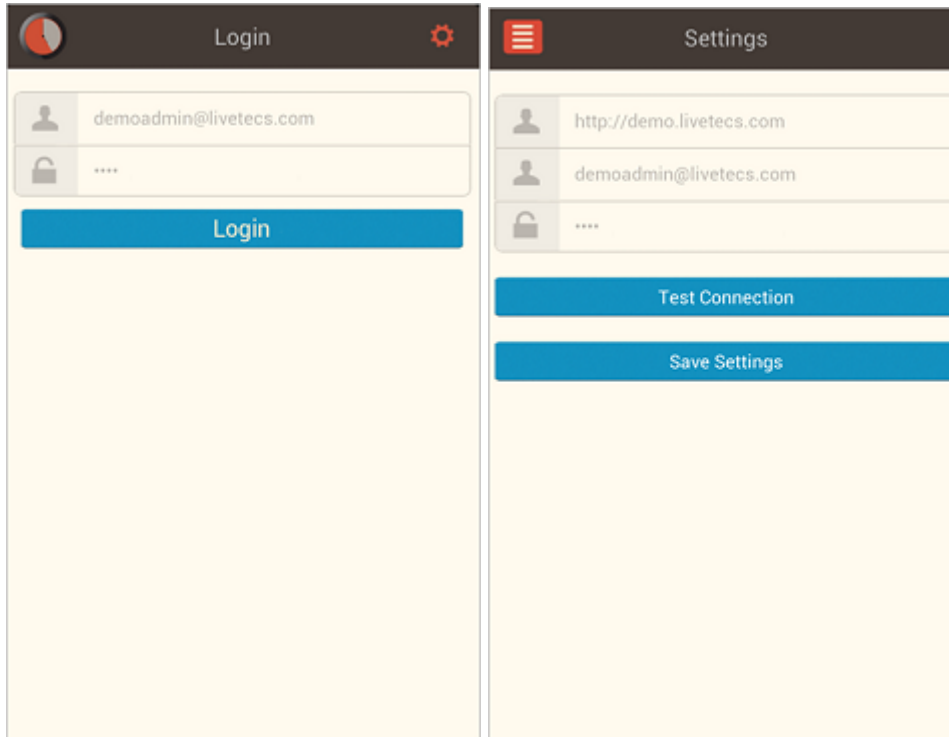 Login
demoadmin@livetecs.com
····
Login
Settings
http://demo.livetecs.com
demoadmin@livetecs.com
····
Test Connection
Save Settings